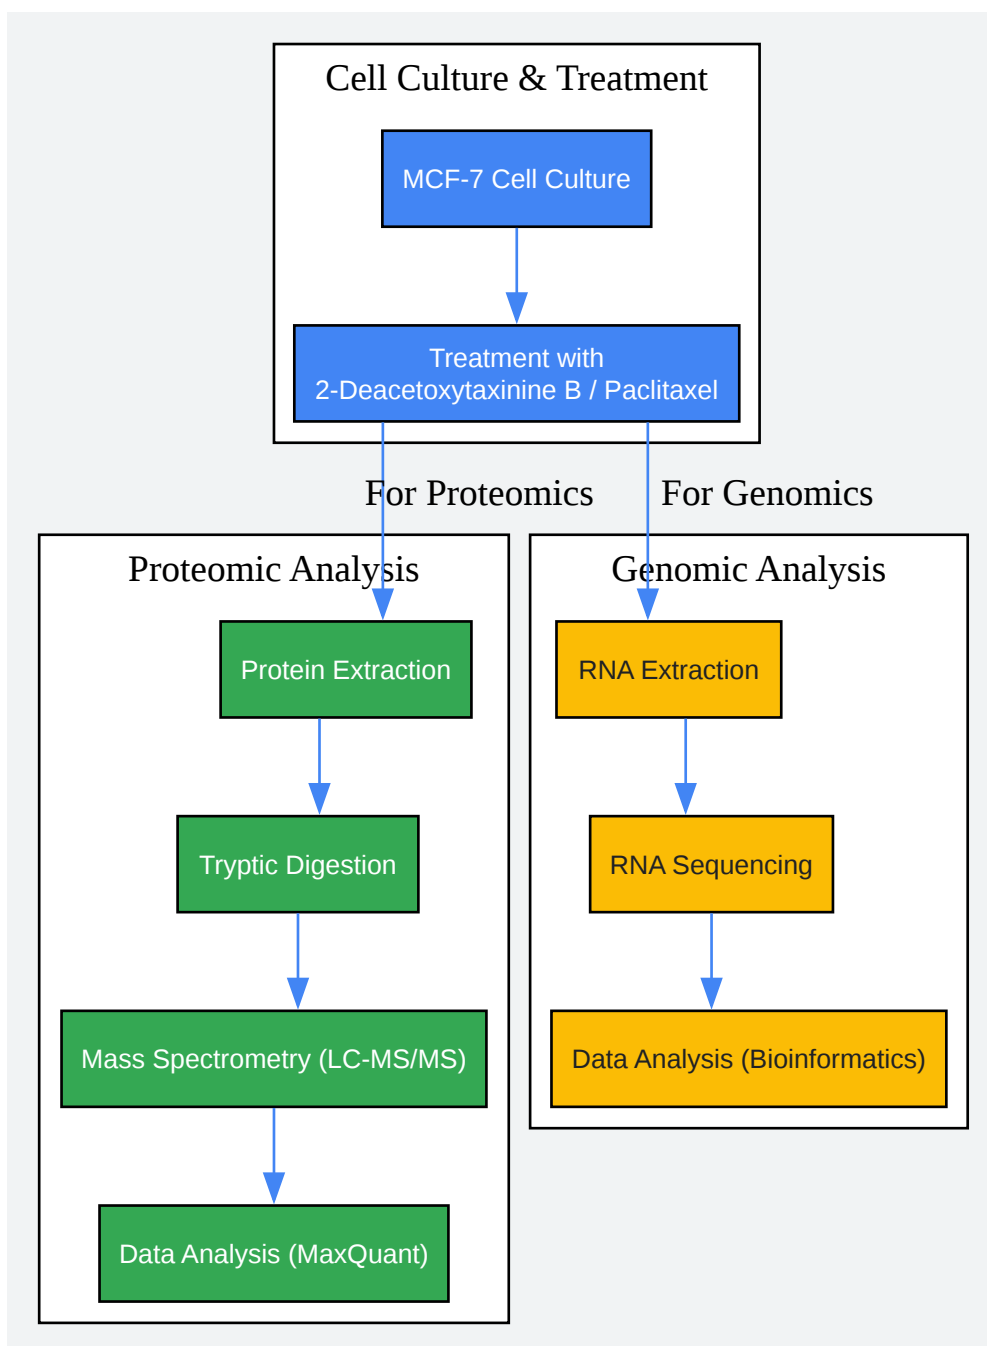 Cell Culture & Treatment
MCF-7 Cell Culture
Treatment with
2-Deacetoxytaxinine B / Paclitaxel
For Proteomics
For Genomics
Proteomic Analysis
Protein Extraction
Tryptic Digestion
Mass Spectrometry (LC-MS/MS)
Data Analysis (MaxQuant)
Genomic Analysis
RNA Extraction
RNA Sequencing
Data Analysis (Bioinformatics)